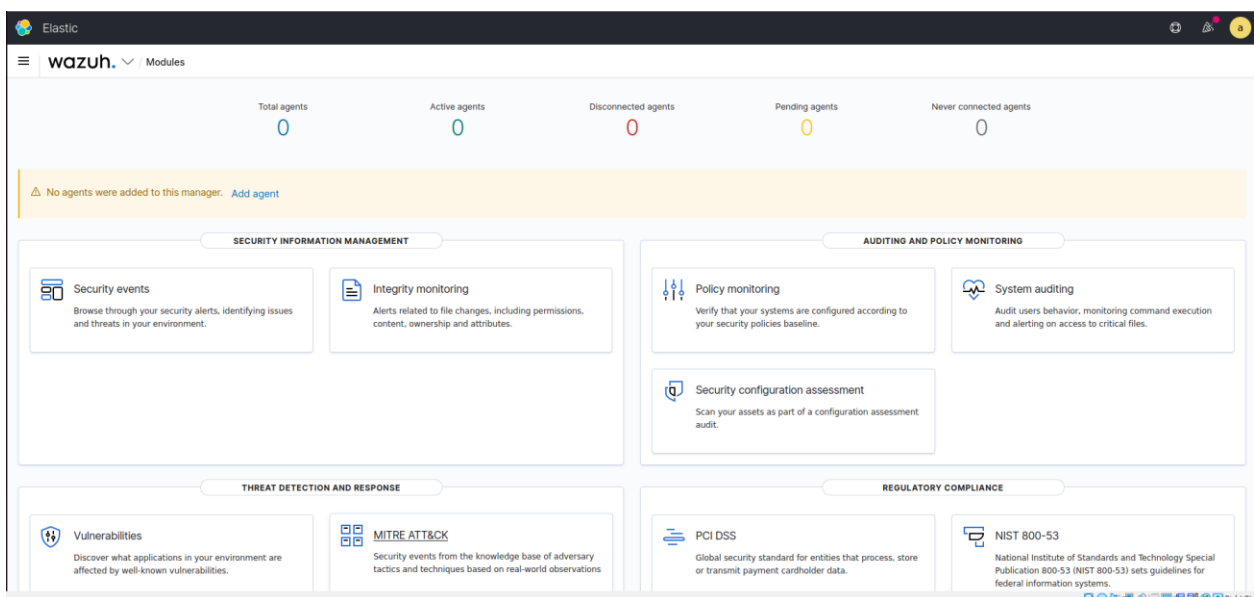 Elastic
a
wazuh. / Modules
Total agents
0
Active agents
0
Disconnected agents
0
Pending agents
0
Never connected agents
0
No agents were added to this manager. Add agent
SECURITY INFORMATION MANAGEMENT
Security events
Browse through your security alerts, identifying issues
and threats in your environment.
Integrity monitoring
Alerts related to file changes, including permissions,
content, ownership and attributes.
AUDITING AND POLICY MONITORING
Policy monitoring
Verify that your systems are configured according to
your security policies baseline.
System auditing
Audit users behavior, monitoring command execution
and alerting on access to critical files.
Security configuration assessment
Scan your assets as part of a configuration assessment
audit.
THREAT DETECTION AND RESPONSE
Vulnerabilities
Discover what applications in your environment are
affected by well-known vulnerabilities.
MITRE ATT&CK
Security events from the knowledge base of adversary
tactics and techniques based on real-world observations
REGULATORY COMPLIANCE
PCI DSS
Global security standard for entities that process, store
or transmit payment cardholder data.
NIST 800-53
National Institute of Standards and Technology Special
Publication 800-53 (NIST 800-53) sets guidelines for
federal information systems.